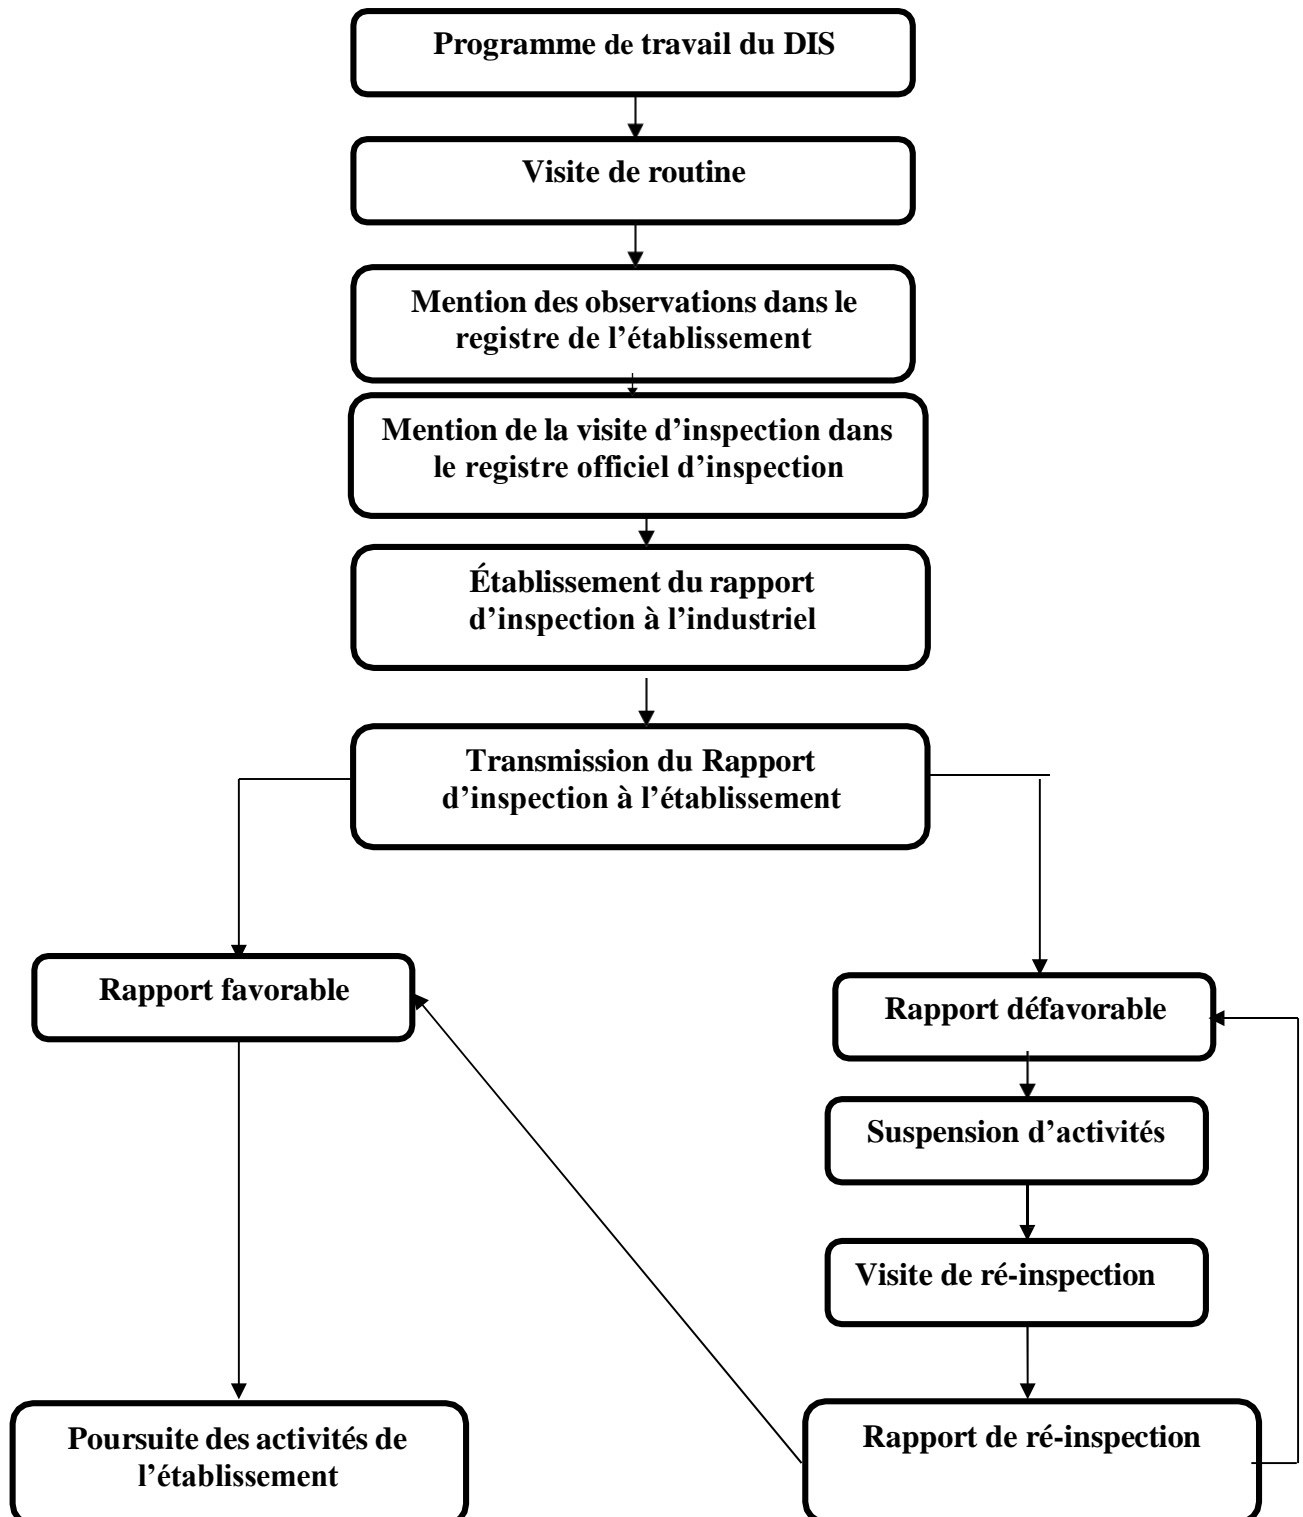 Programme de travail du DIS
Visite de routine
Mention des observations dans le
registre de l’établissement
Mention de la visite d’inspection dans
le registre officiel d’inspection
Établissement du rapport
d’inspection à l’industriel
Transmission du Rapport
d’inspection à l’établissement
Rapport favorable
Rapport défavorable
Suspension d’activités
Visite de ré-inspection
Poursuite des activités de
l’établissement
Rapport de ré-inspection